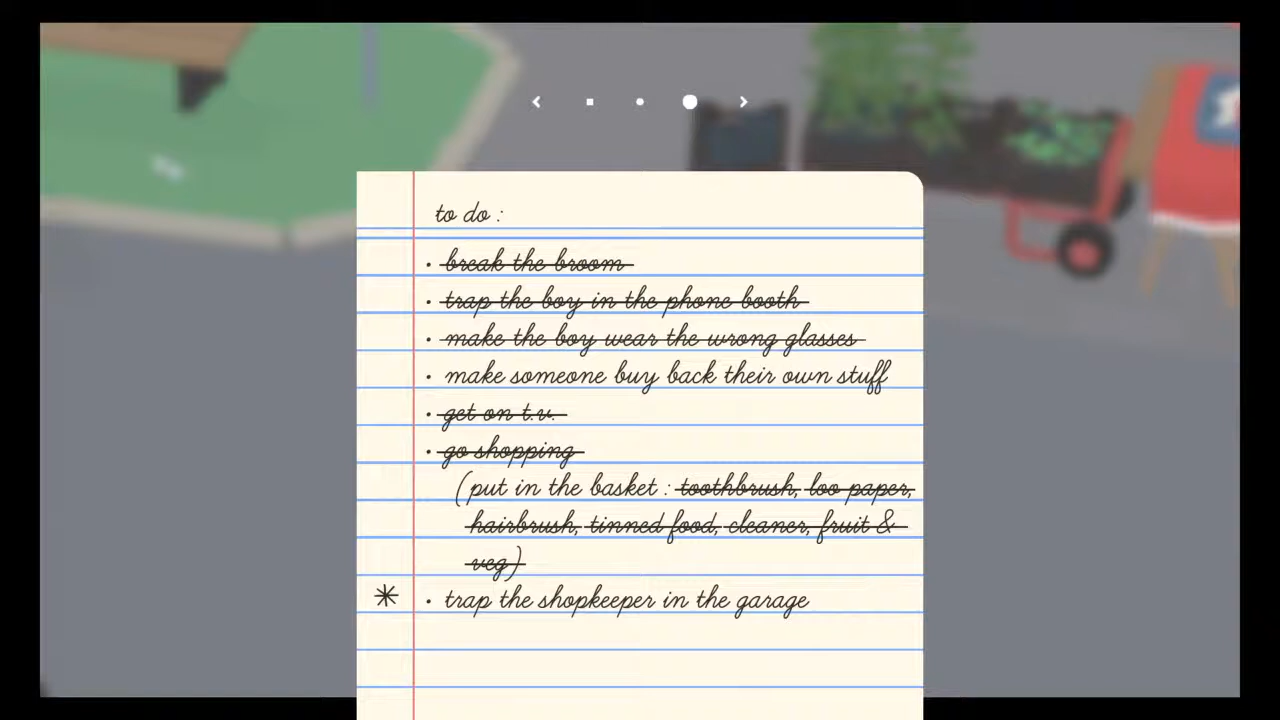 to do :
• break the broom
• trap the boy in the phone booth
• make the boy wear the wrong glasses
• make someone buy back their own stuff
• get on t.v.
• go shopping
(put in the basket : toothbrush, loo paper,
hairbrush, tinned food, cleaner, fruit &
veg)
• trap the shopkeeper in the garage